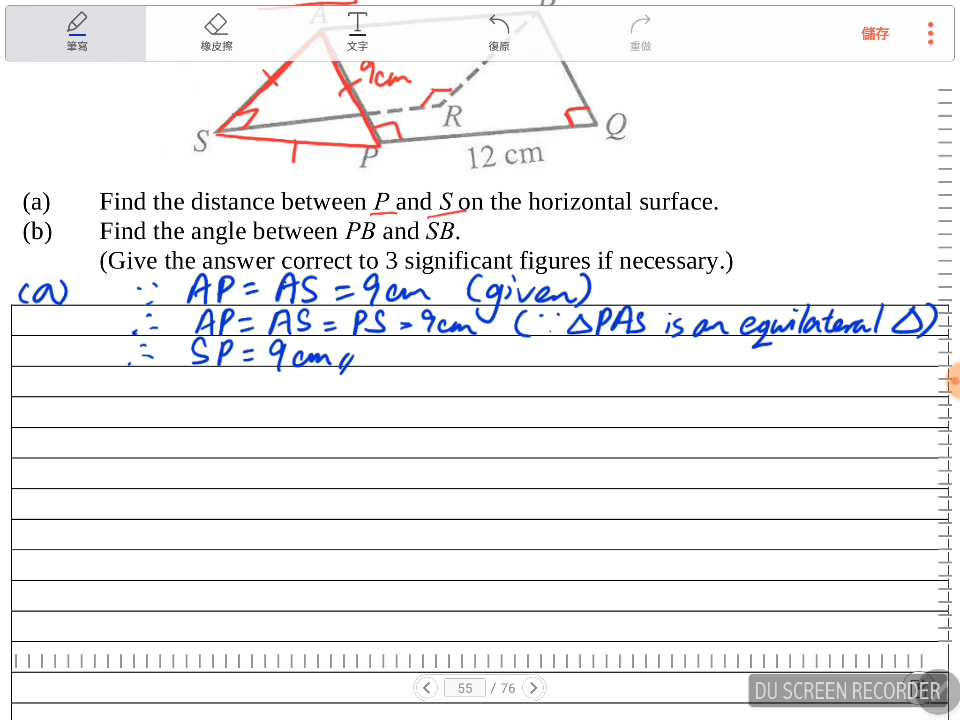 筆寫
橡皮擦
文字
復原
重做
儲存
A
9cm
S
R
P
Q
12 cm
(a) Find the distance between P and S on the horizontal surface.
(b) Find the angle between PB and SB.
(Give the answer correct to 3 significant figures if necessary.)
(a) ∵ AP = AS = 9cm (given)
∴ AP = AS = PS = 9cm (∵ ΔPAS is an equilateral Δ)
∴ SP = 9cm //
55 / 76
DU SCREEN RECORDER